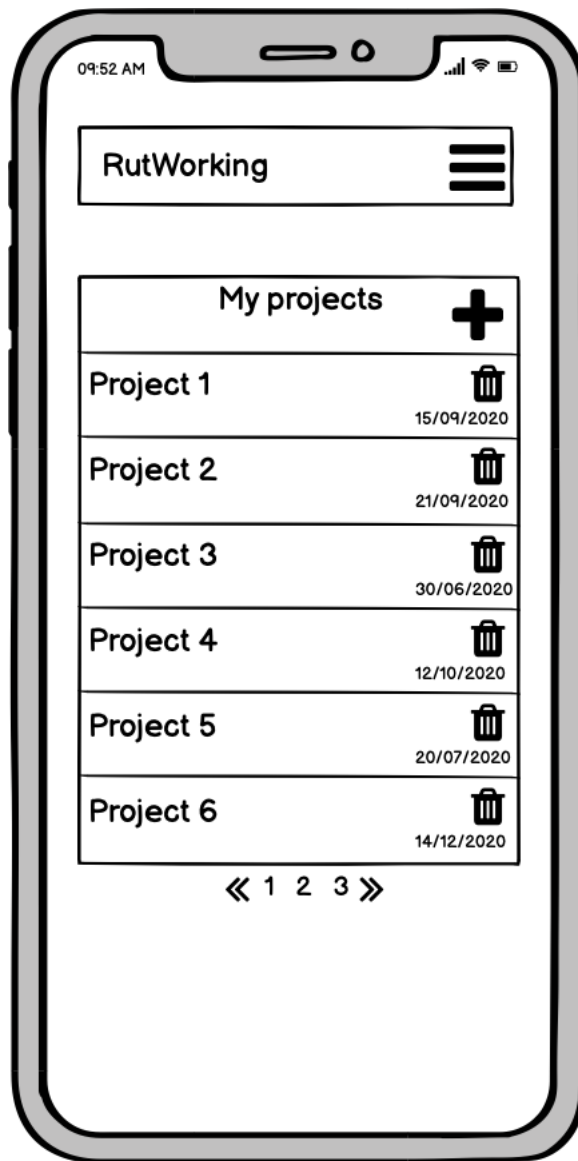 09:52 AM
RutWorking
My projects
Project 1
15/09/2020
Project 2
21/09/2020
Project 3
30/06/2020
Project 4
12/10/2020
Project 5
20/07/2020
Project 6
14/12/2020
« 1 2 3 »